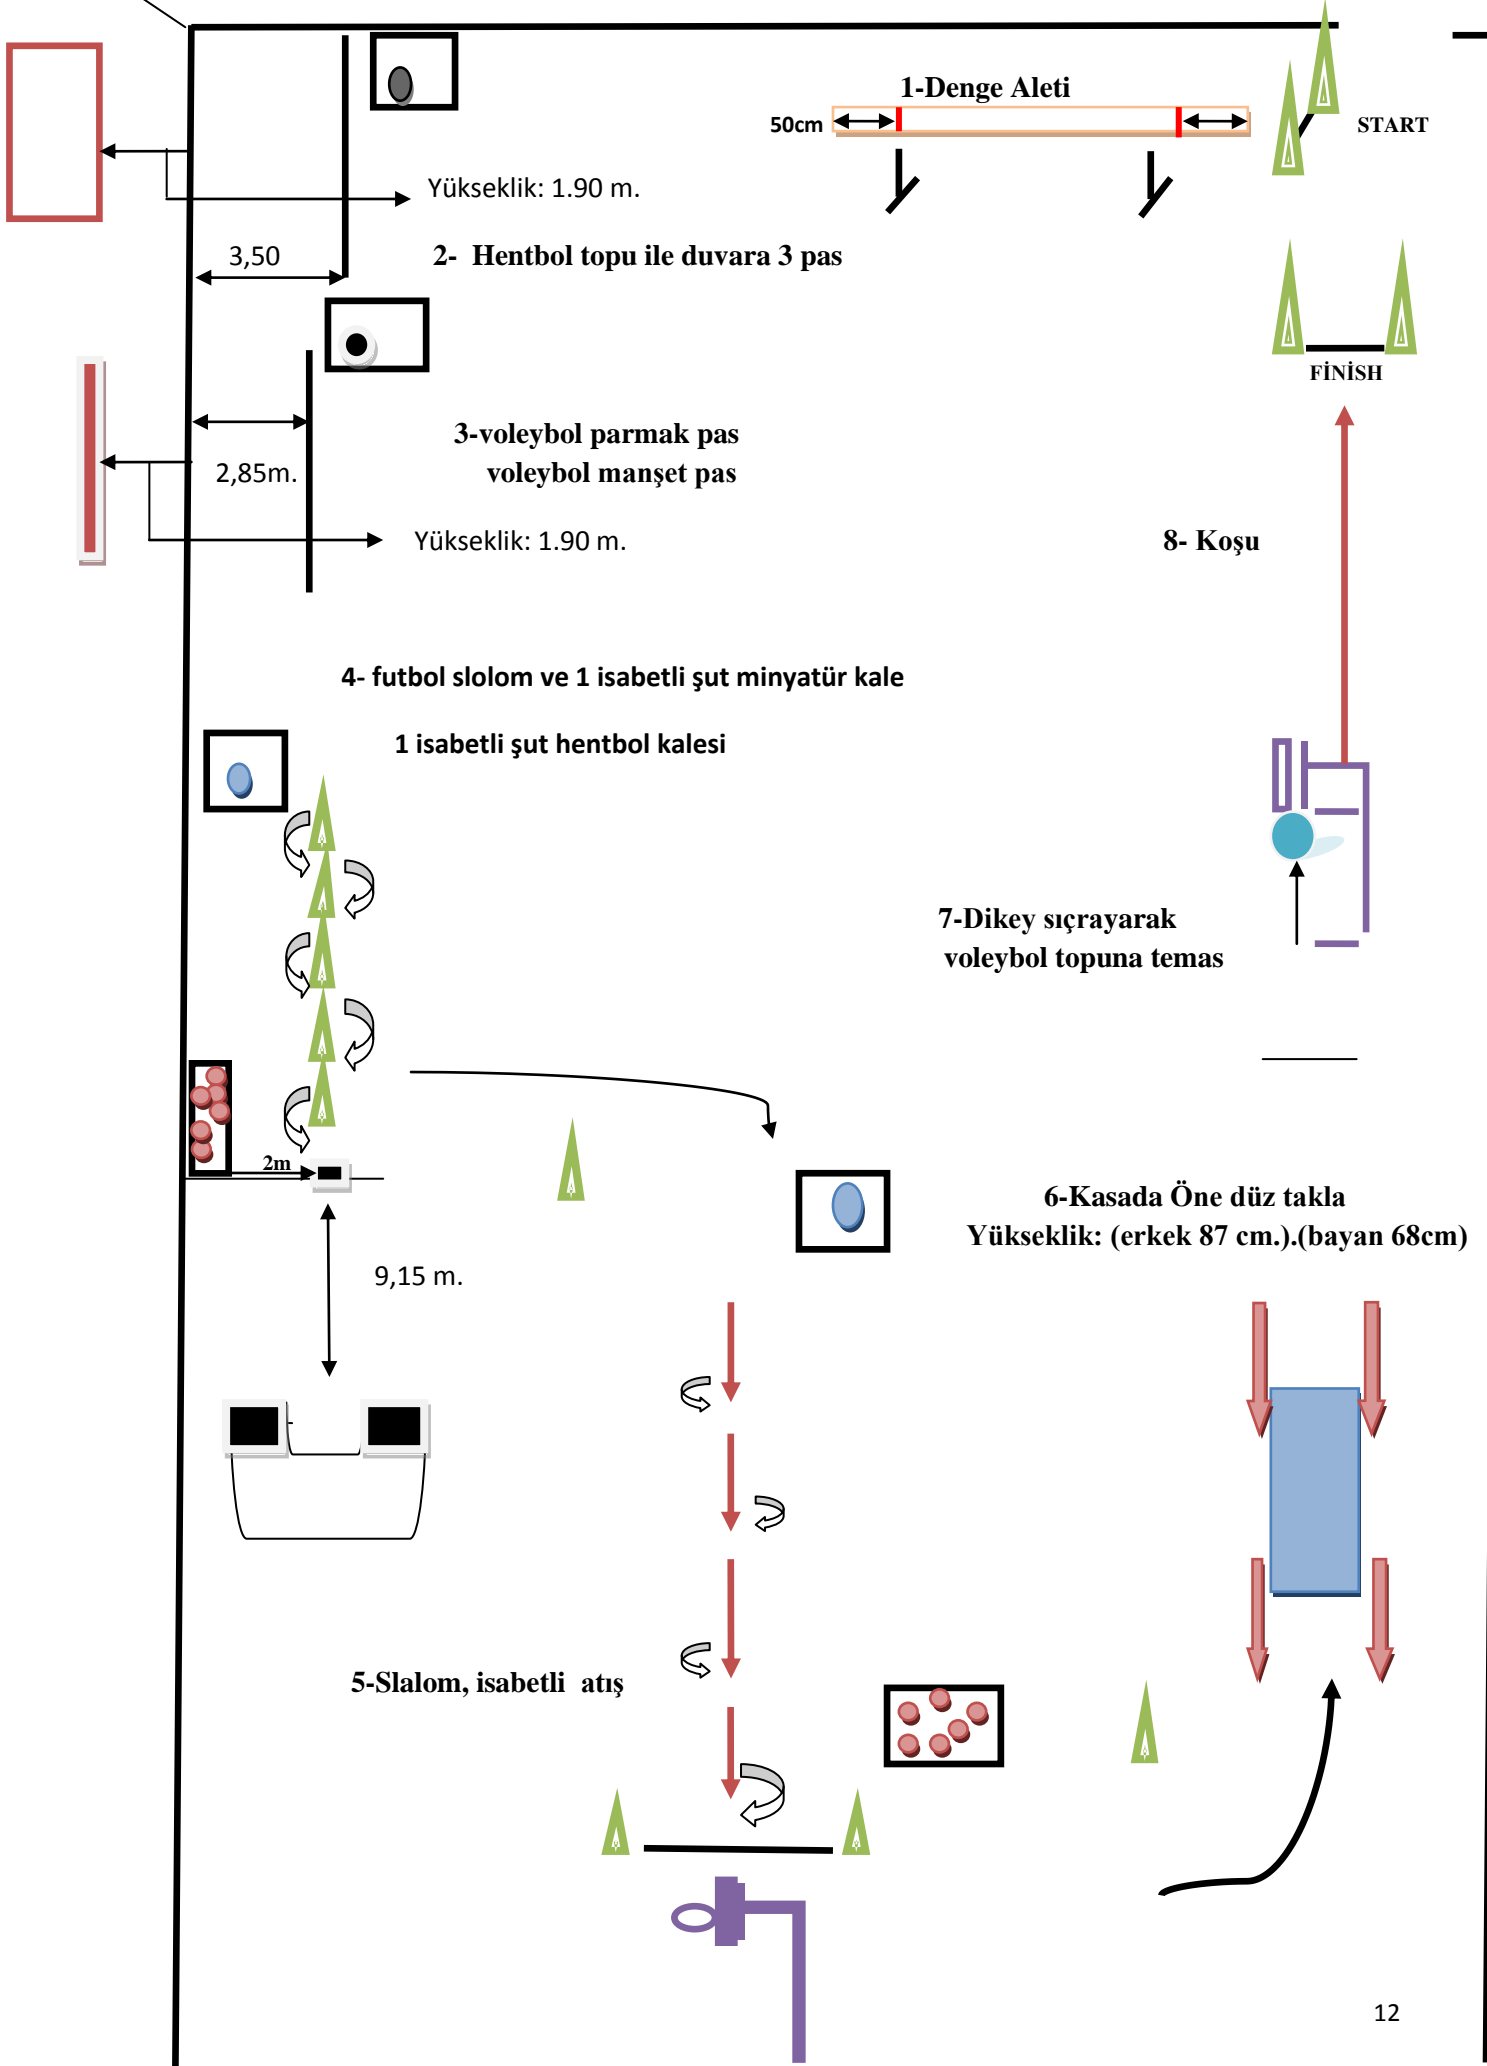 1-Denge Aleti
50cm
START
Yükseklik: 1.90 m.
3,50
2- Hentbol topu ile duvara 3 pas
FİNİSH
3-voleybol parmak pas
voleybol manşet pas
2,85m.
Yükseklik: 1.90 m.
8- Koşu
4- futbol slolom ve 1 isabetli şut minyatür kale
1 isabetli şut hentbol kalesi
7-Dikey sıçrayarak
voleybol topuna temas
2m
6-Kasada Öne düz takla
Yükseklik: (erkek 87 cm.).(bayan 68cm)
9,15 m.
5-Slalom, isabetli atış
12